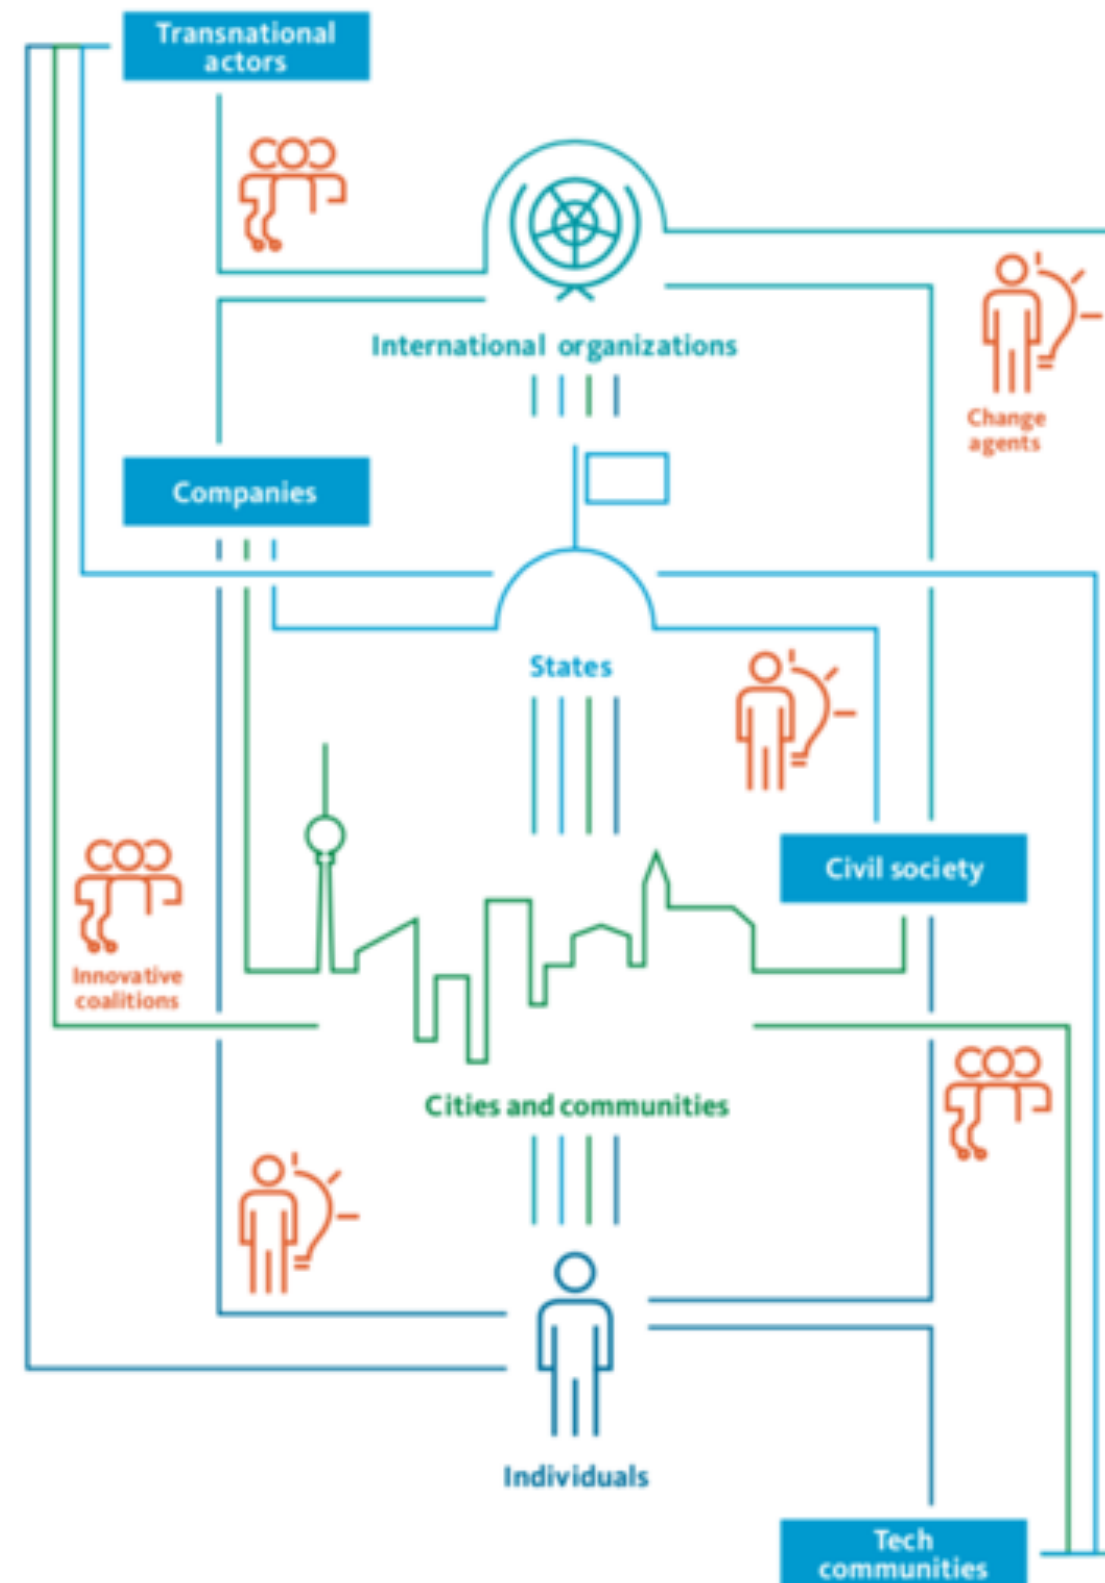 Transnational
actors
International organizations
Change
agents
Companies
States
Civil society
Innovative
coalitions
Cities and communities
Individuals
Tech
communities